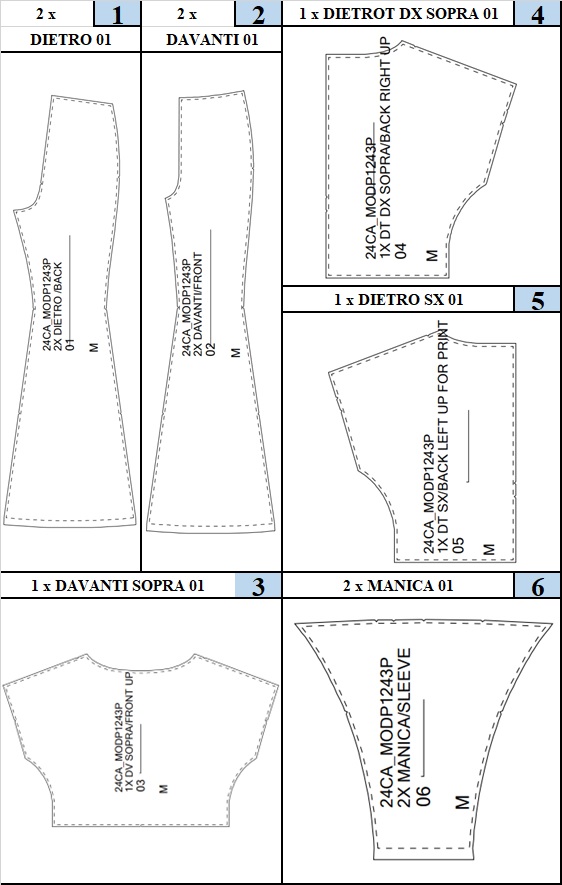 2 x 1
DIETRO 01
24CA_MODP1243P
2X DIETRO /BACK
01
M
2 x 2
DAVANTI 01
24CA_MODP1243P
2X DAVANTI/FRONT
02
M
1 x DAVANTI SOPRA 01 3
24CA_MODP1243P
1X DV SOPRA/FRONT UP
03
M
1 x DIETROT DX SOPRA 01 4
24CA_MODP1243P
1X DT DX SOPRA/BACK RIGHT UP
04
M
1 x DIETRO SX 01 5
24CA_MODP1243P
1X DT SX/BACK LEFT UP FOR PRINT
05
M
2 x MANICA 01 6
24CA_MODP1243P
2X MANICA/SLEEVE
06
M